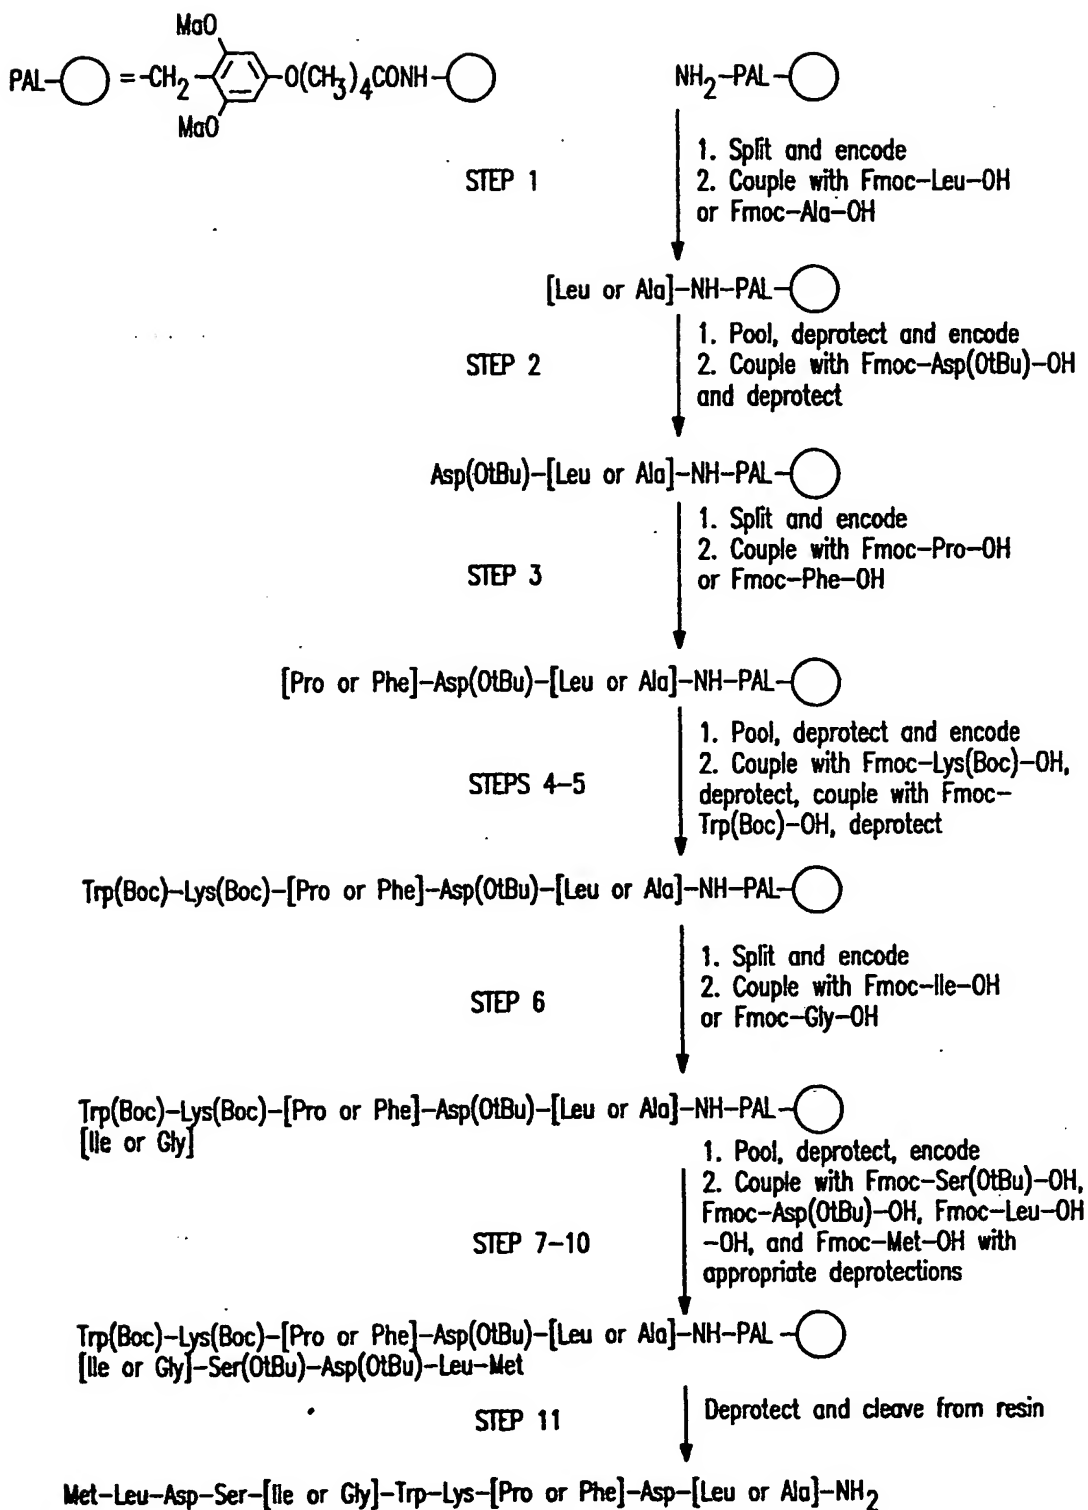 MaO
PAL- =-CH2- -O(CH3)4CONH-
MaO
NH2-PAL-
STEP 1
1. Split and encode
2. Couple with Fmoc-Leu-OH
or Fmoc-Ala-OH
[Leu or Ala]-NH-PAL-
STEP 2
1. Pool, deprotect and encode
2. Couple with Fmoc-Asp(OtBu)-OH
and deprotect
Asp(OtBu)-[Leu or Ala]-NH-PAL-
STEP 3
1. Split and encode
2. Couple with Fmoc-Pro-OH
or Fmoc-Phe-OH
[Pro or Phe]-Asp(OtBu)-[Leu or Ala]-NH-PAL-
STEPS 4-5
1. Pool, deprotect and encode
2. Couple with Fmoc-Lys(Boc)-OH,
deprotect, couple with Fmoc-
Trp(Boc)-OH, deprotect
Trp(Boc)-Lys(Boc)-[Pro or Phe]-Asp(OtBu)-[Leu or Ala]-NH-PAL-
STEP 6
1. Split and encode
2. Couple with Fmoc-Ile-OH
or Fmoc-Gly-OH
Trp(Boc)-Lys(Boc)-[Pro or Phe]-Asp(OtBu)-[Leu or Ala]-NH-PAL-
[Ile or Gly]
STEP 7-10
1. Pool, deprotect, encode
2. Couple with Fmoc-Ser(OtBu)-OH,
Fmoc-Asp(OtBu)-OH, Fmoc-Leu-OH
-OH, and Fmoc-Met-OH with
appropriate deprotections
Trp(Boc)-Lys(Boc)-[Pro or Phe]-Asp(OtBu)-[Leu or Ala]-NH-PAL-
[Ile or Gly]-Ser(OtBu)-Asp(OtBu)-Leu-Met
STEP 11
Deprotect and cleave from resin
Met-Leu-Asp-Ser-[Ile or Gly]-Trp-Lys-[Pro or Phe]-Asp-[Leu or Ala]-NH2